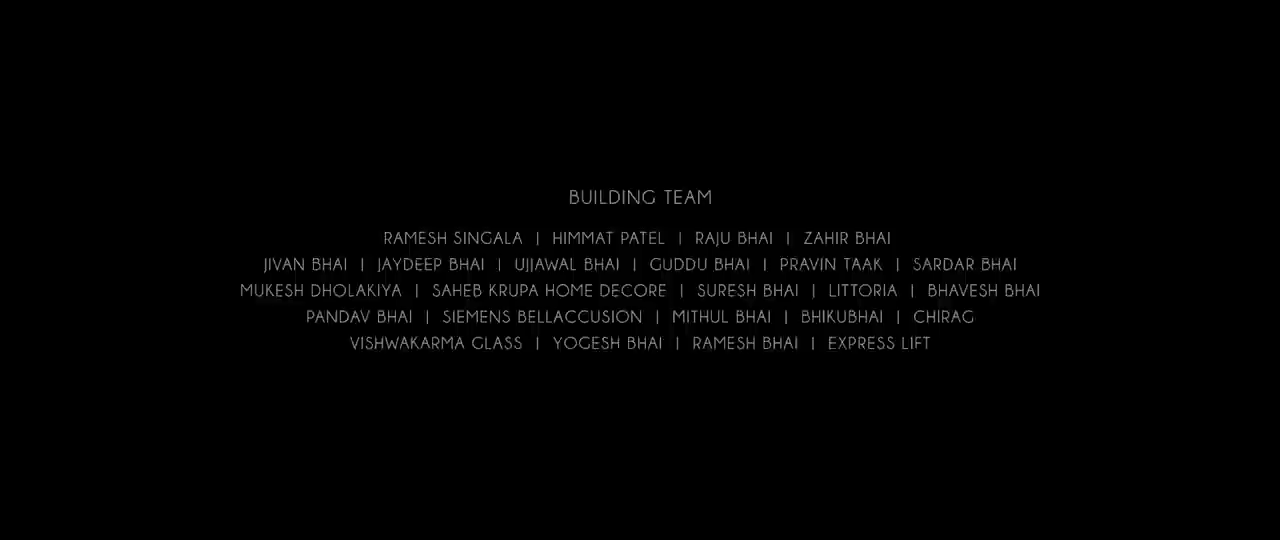 BUILDING TEAM
RAMESH SINGALA | HIMMAT PATEL | RAJU BHAI | ZAHIR BHAI
JIVAN BHAI | JAYDEEP BHAI | UJJAWAL BHAI | GUDDU BHAI | PRAVIN TAAK | SARDAR BHAI
MUKESH DHOLAKIYA | SAHEB KRUPA HOME DECORE | SURESH BHAI | LITTORIA | BHAVESH BHAI
PANDAV BHAI | SIEMENS BELLACCUSION | MITHUL BHAI | BHIKUBHAI | CHIRAG
VISHWAKARMA GLASS | YOGESH BHAI | RAMESH BHAI | EXPRESS LIFT